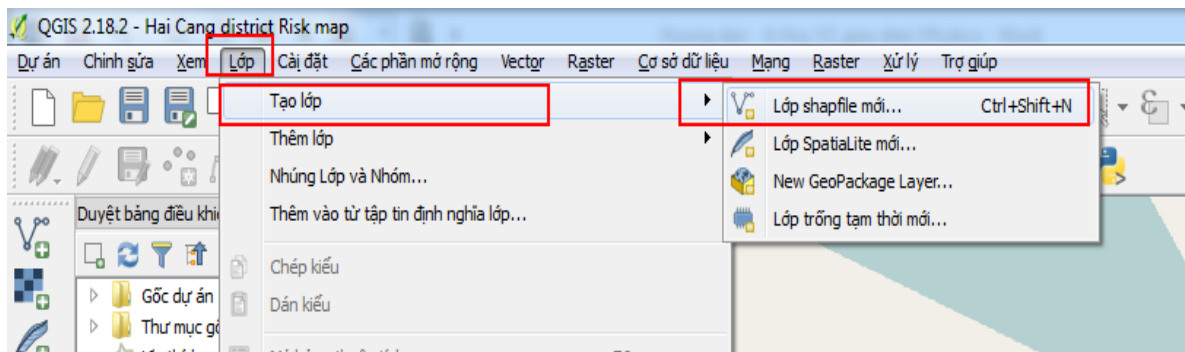 QGIS 2.18.2 - Hai Cang district Risk map
Dự án Chỉnh sửa Xem Lớp Cài đặt Các phần mở rộng Vector Raster Cơ sở dữ liệu Mạng Raster Xử lý Trợ giúp
Tạo lớp
Lớp shapfile mới... Ctrl+Shift+N
Thêm lớp
Lớp SpatiaLite mới...
Nhúng Lớp và Nhóm...
New GeoPackage Layer...
Duyệt bảng điều khi
Thêm vào từ tập tin định nghĩa lớp...
Lớp trống tạm thời mới...
Chép kiểu
Gốc dự án
Dán kiểu
Thư mục